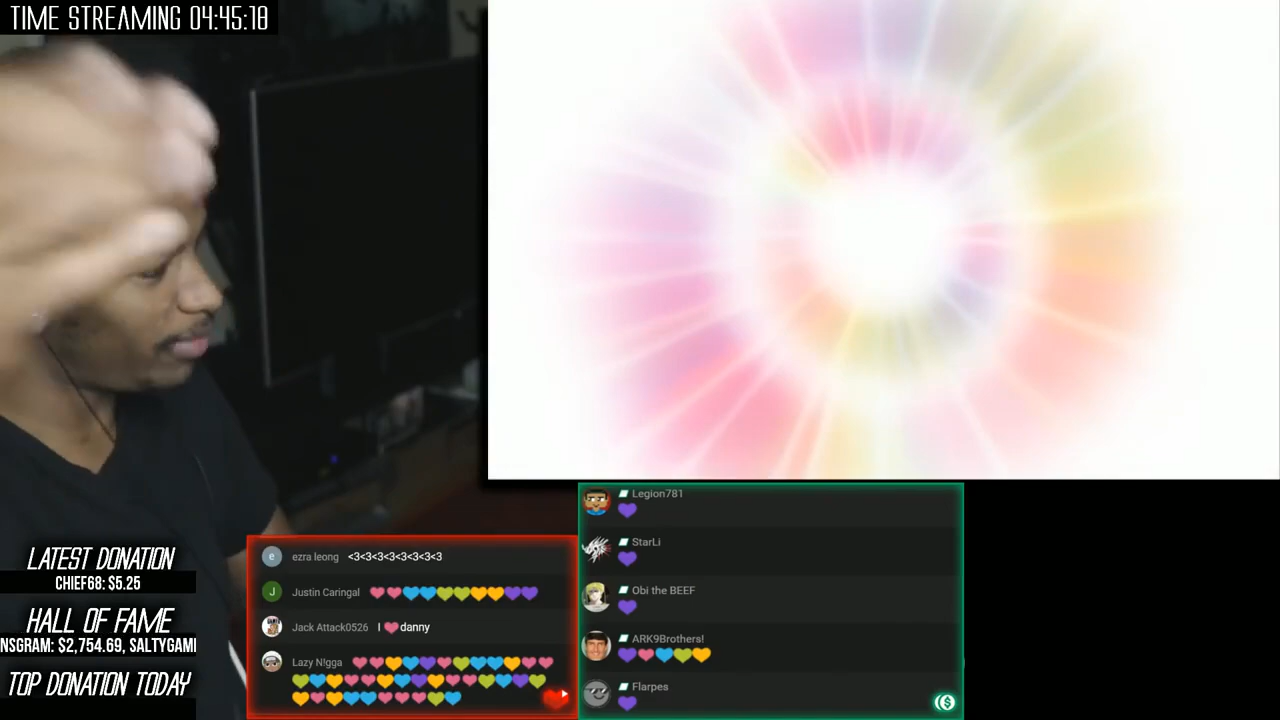 TIME STREAMING 04:45:18
LATEST DONATION
CHIEF68: $5.25
HALL OF FAME
NSGRAM: $2,754.69, SALTYGAMI
TOP DONATION TODAY
e ezra leong <3<3<3<3<3<3<3<3
J Justin Caringal
Jack Attack0526 I ❤danny
Lazy N!gga
Legion781
StarLi
Obi the BEEF
ARK9Brothers!
Flarpes